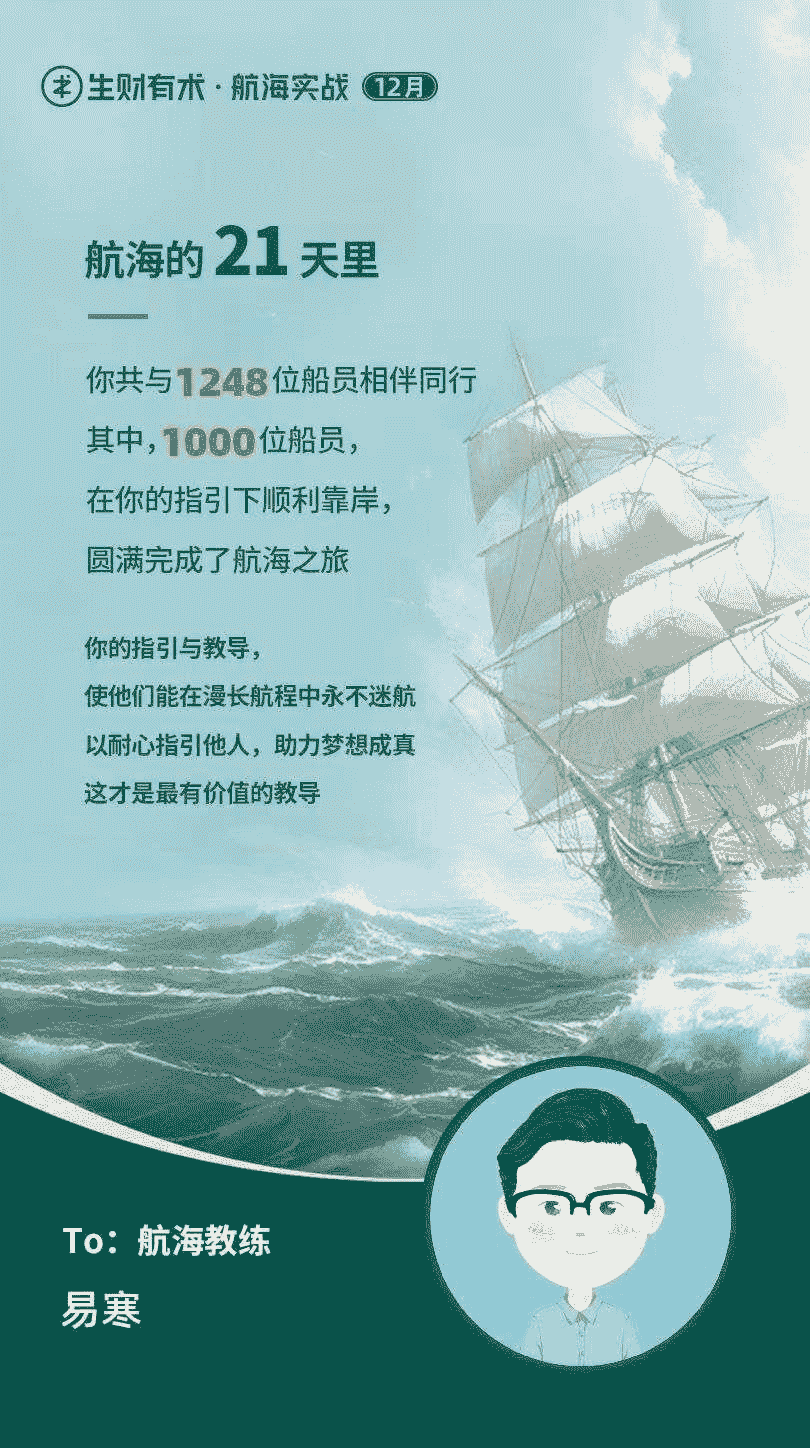 生财有术·航海实战 12月
航海的21天里
你共与1248位船员相伴同行
其中，1000位船员，
在你的指引下顺利靠岸，
圆满完成了航海之旅
你的指引与教导，
使他们能在漫长航程中永不迷航
以耐心指引他人，助力梦想成真
这才是最有价值的教导
To：航海教练
易寒